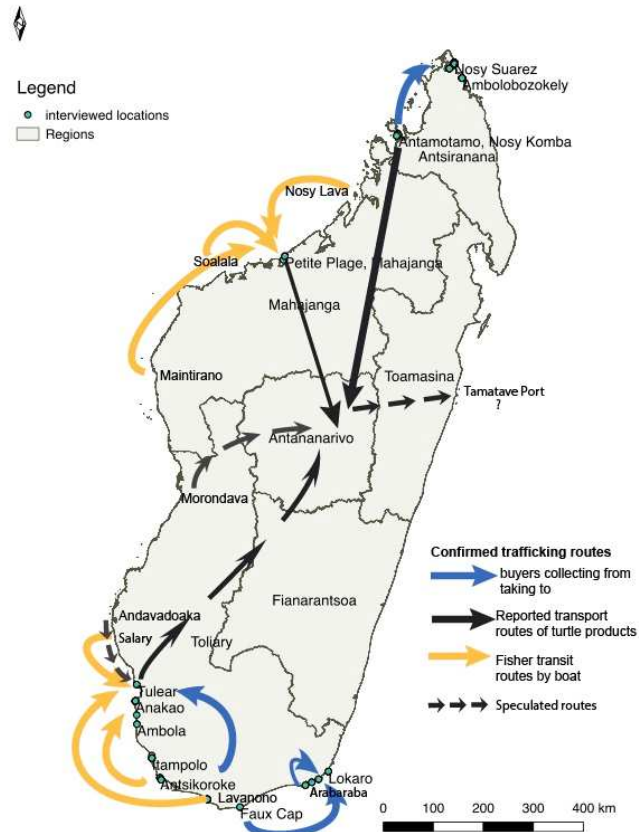 N
Legend
interviewed locations
Regions
Nosy Suarez
Ambolobozokely
Antamotamo, Nosy Komba
Antsirananal
Nosy Lava
Soalala
Petite Plage, Mahajanga
Mahajanga
Maintirano
Toamasina
Tamatave Port
?
Antananarivo
Morondava
Confirmed trafficking routes
buyers collecting from
taking to
Reported transport
routes of turtle products
Fisher transit
routes by boat
Speculated routes
Fianarantsoa
Andavadoaka
Salary
Toliary
Tulear
Anakao
Ambola
Itampolo
Antsikoroke
Lavanono
Faux Cap
Lokaro
Arabaraba
0 100 200 300 400 km